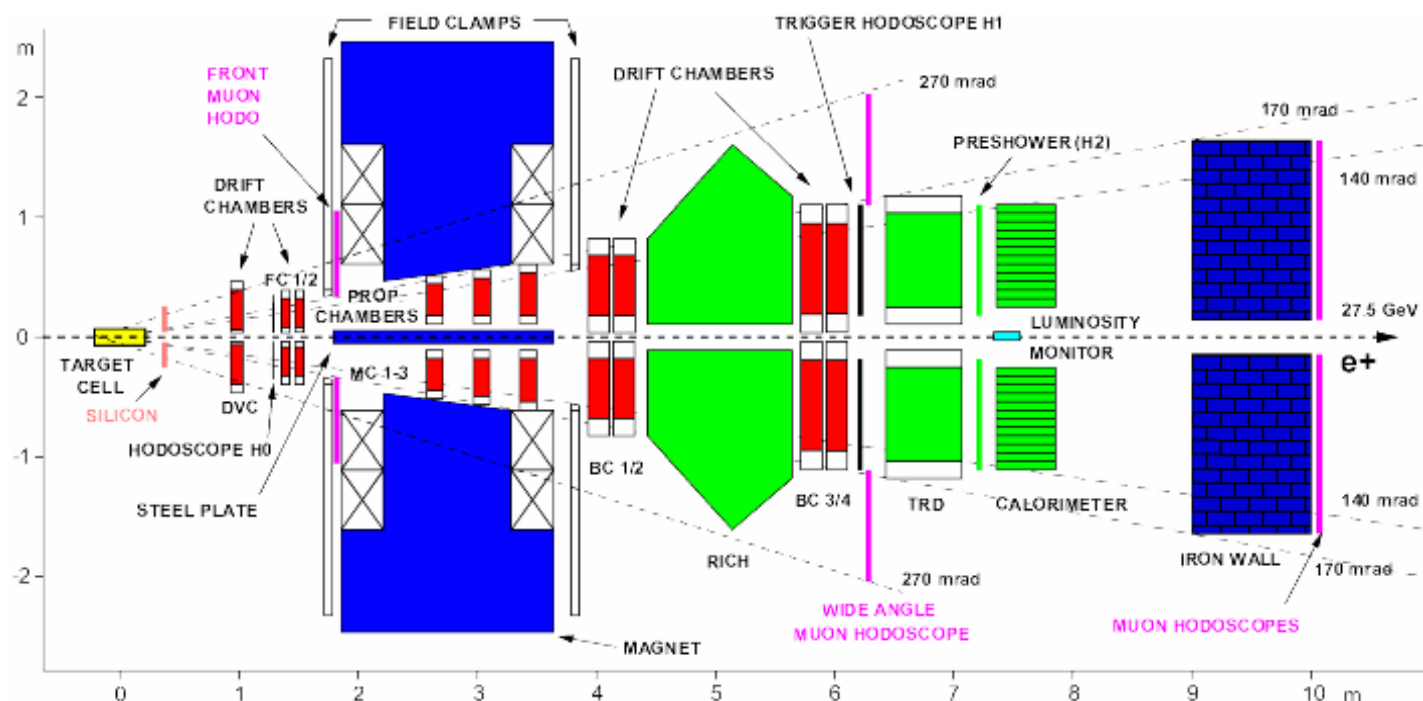 FIELD CLAMPS
TRIGGER HODOSCOPE H1
m
FRONT
MUON
HODO
DRIFT CHAMBERS
270 mrad
2
170 mrad
PRESHOWER (H2)
DRIFT
CHAMBERS
140 mrad
1
FC 1/2
PROP
CHAMBERS
27.5 GeV
0
LUMINOSITY
MONITOR
e+
TARGET
CELL
SILICON
DVC
MC 1-3
HODOSCOPE H0
-1
STEEL PLATE
BC 1/2
BC 3/4
TRD
CALORIMETER
140 mrad
RICH
IRON WALL
170 mrad
270 mrad
-2
WIDE ANGLE
MUON HODOSCOPE
MUON HODOSCOPES
MAGNET
0 1 2 3 4 5 6 7 8 9 10 m